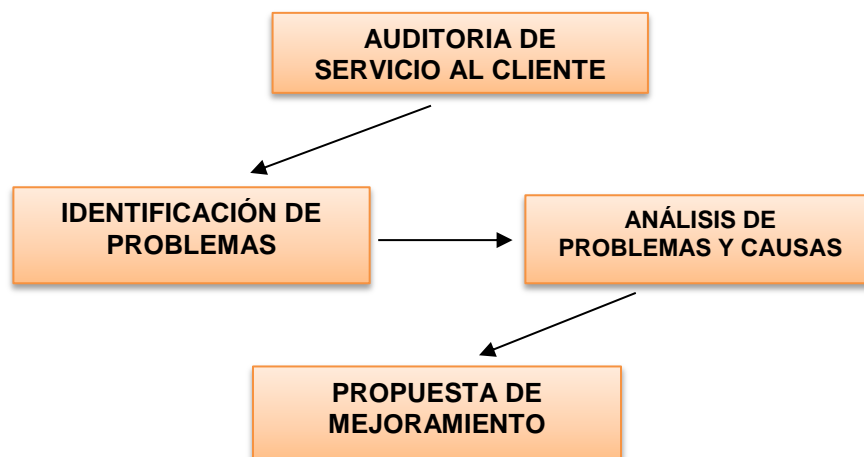 AUDITORIA DE
SERVICIO AL CLIENTE
IDENTIFICACIÓN DE
PROBLEMAS
ANÁLISIS DE
PROBLEMAS Y CAUSAS
PROPUESTA DE
MEJORAMIENTO